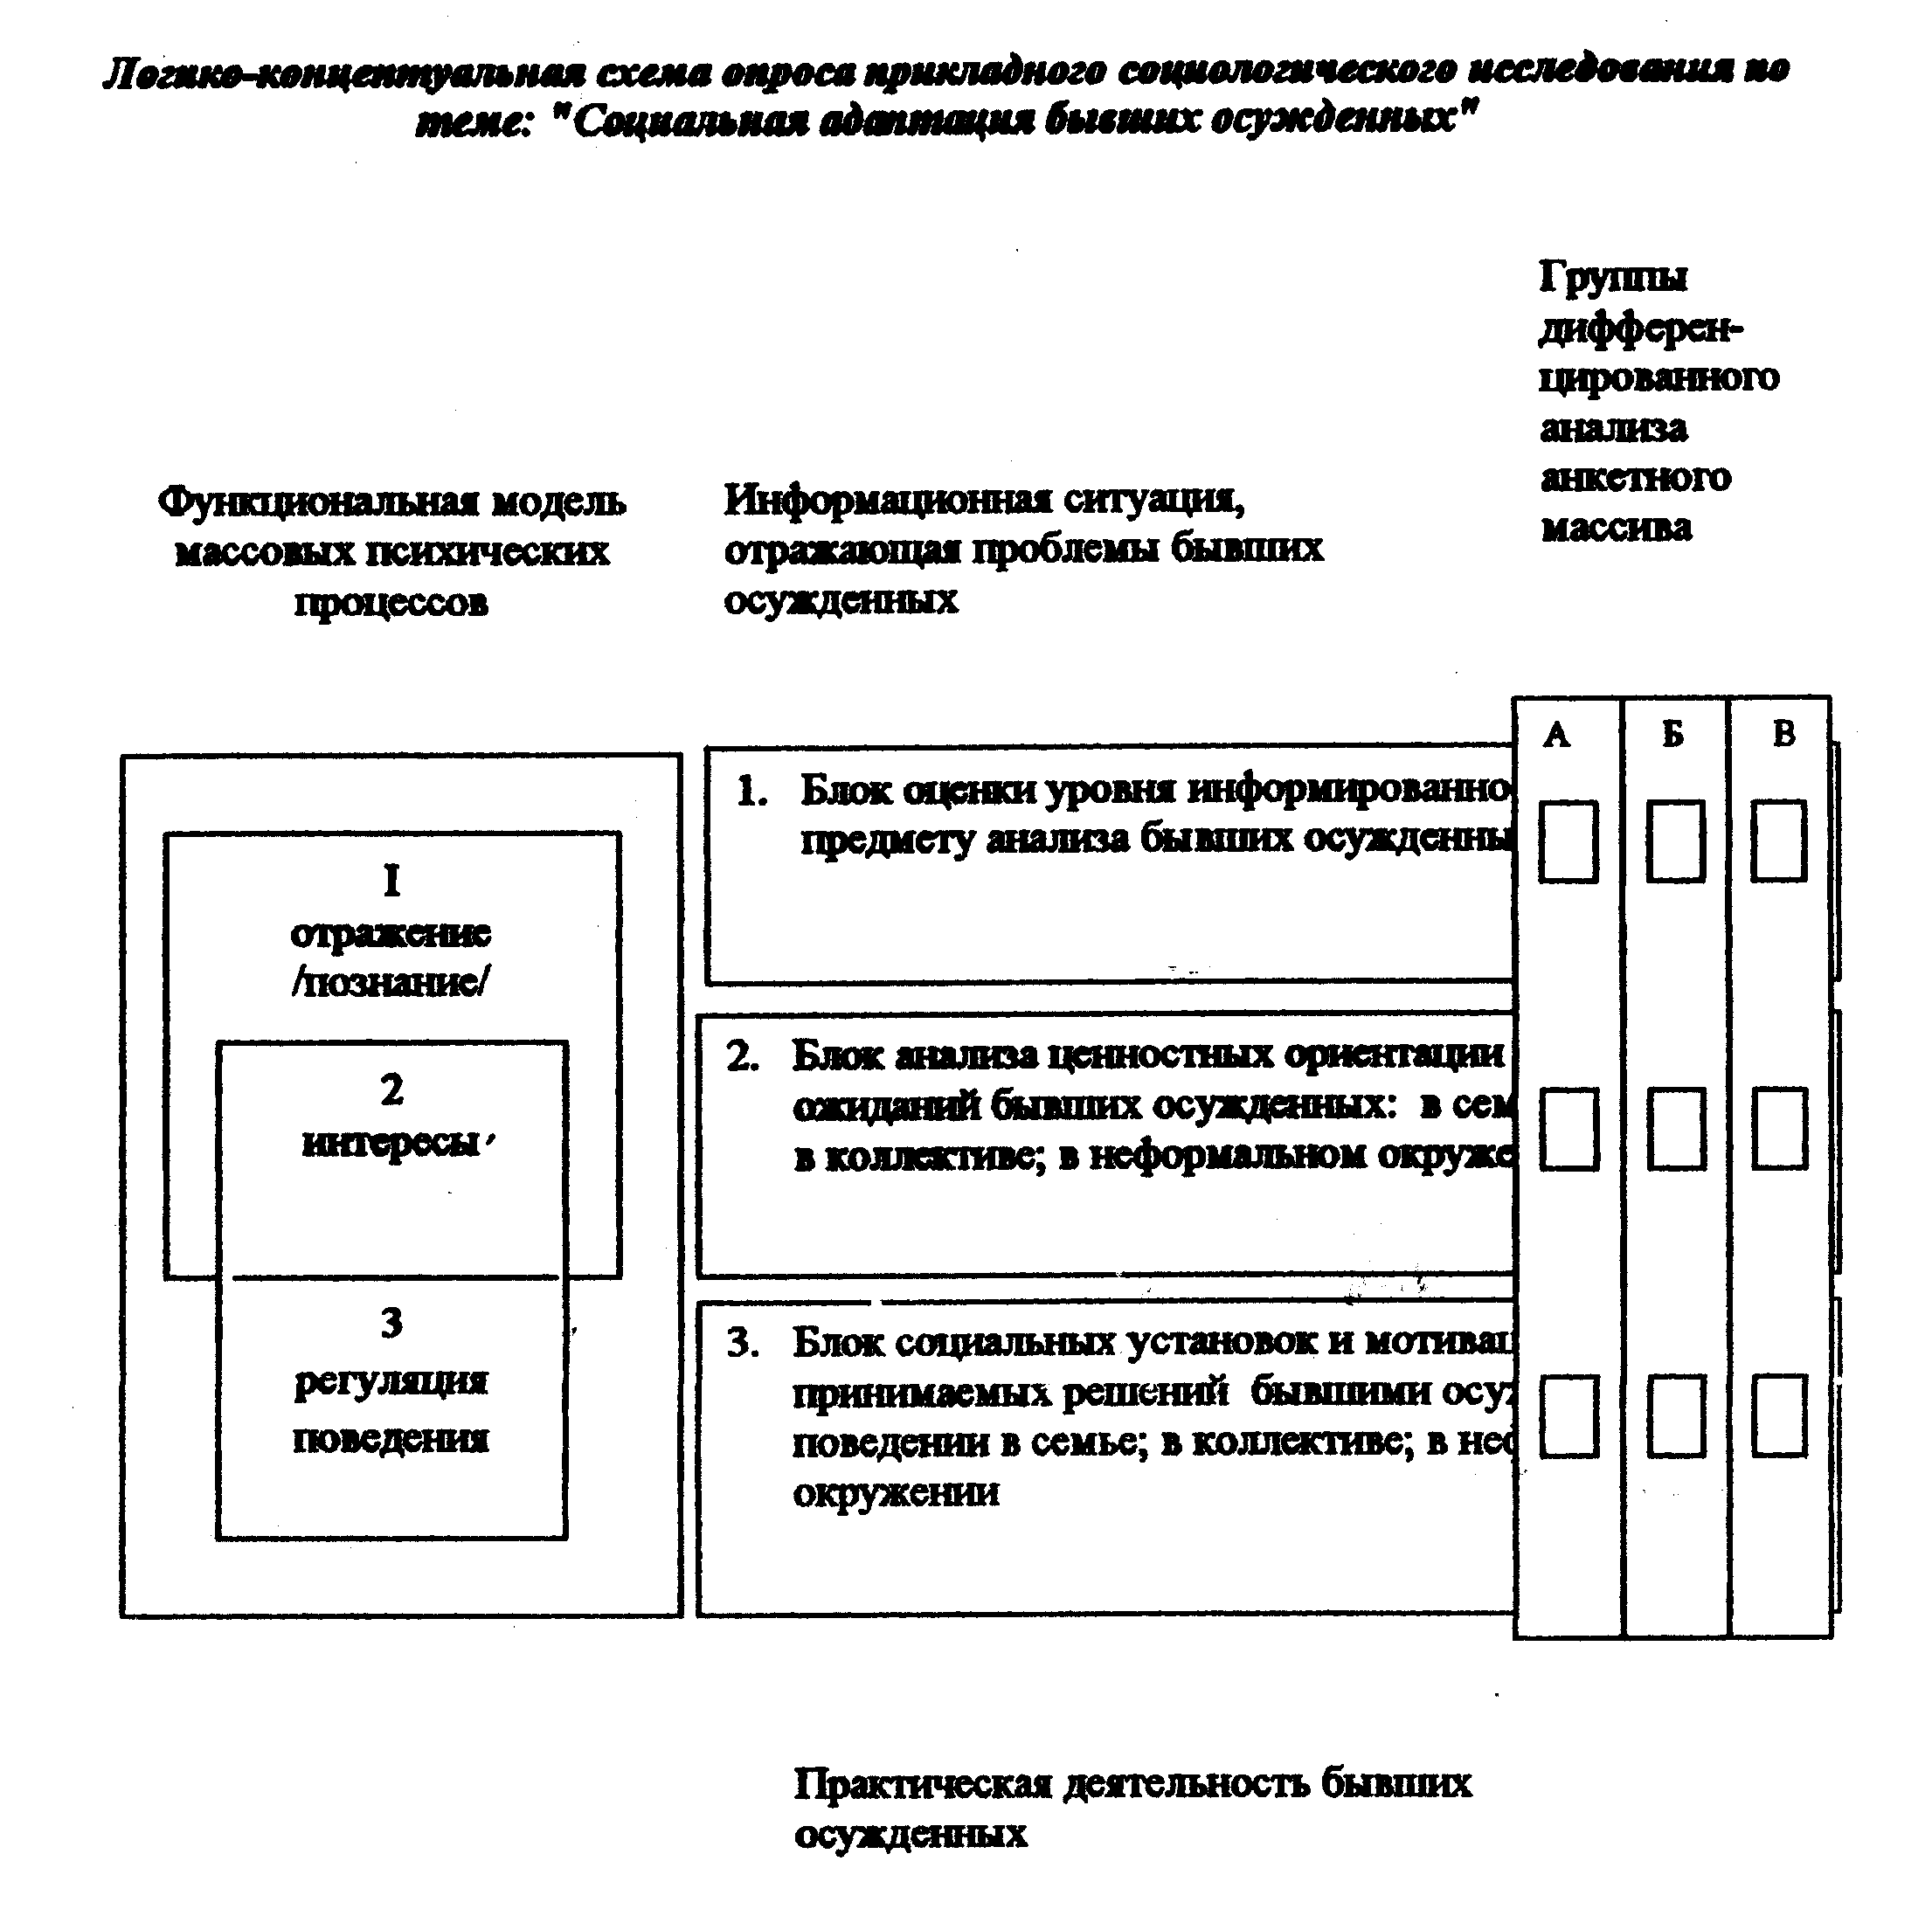 Логико-концептуальная схема опроса прикладного социологического исследования по
теме: "Социальная адаптация бывших осужденных"
Группы
дифферен-
цированного
анализа
анкетного
массива
Функциональная модель
массовых психических
процессов
Информационная ситуация,
отражающая проблемы бывших
осужденных
А Б В
I
отражение
/познание/
2
интересы
3
регуляция
поведения
1. Блок оценки уровня информированно
предмету анализа бывших осужденны
2. Блок анализа ценностных ориентации
ожиданий бывших осужденных: в сем
в коллективе; в неформальном окруже
3. Блок социальных установок и мотивац
принимаемых решений бывшими осуж
поведении в семье; в коллективе; в неф
окружении
Практическая деятельность бывших
осужденных